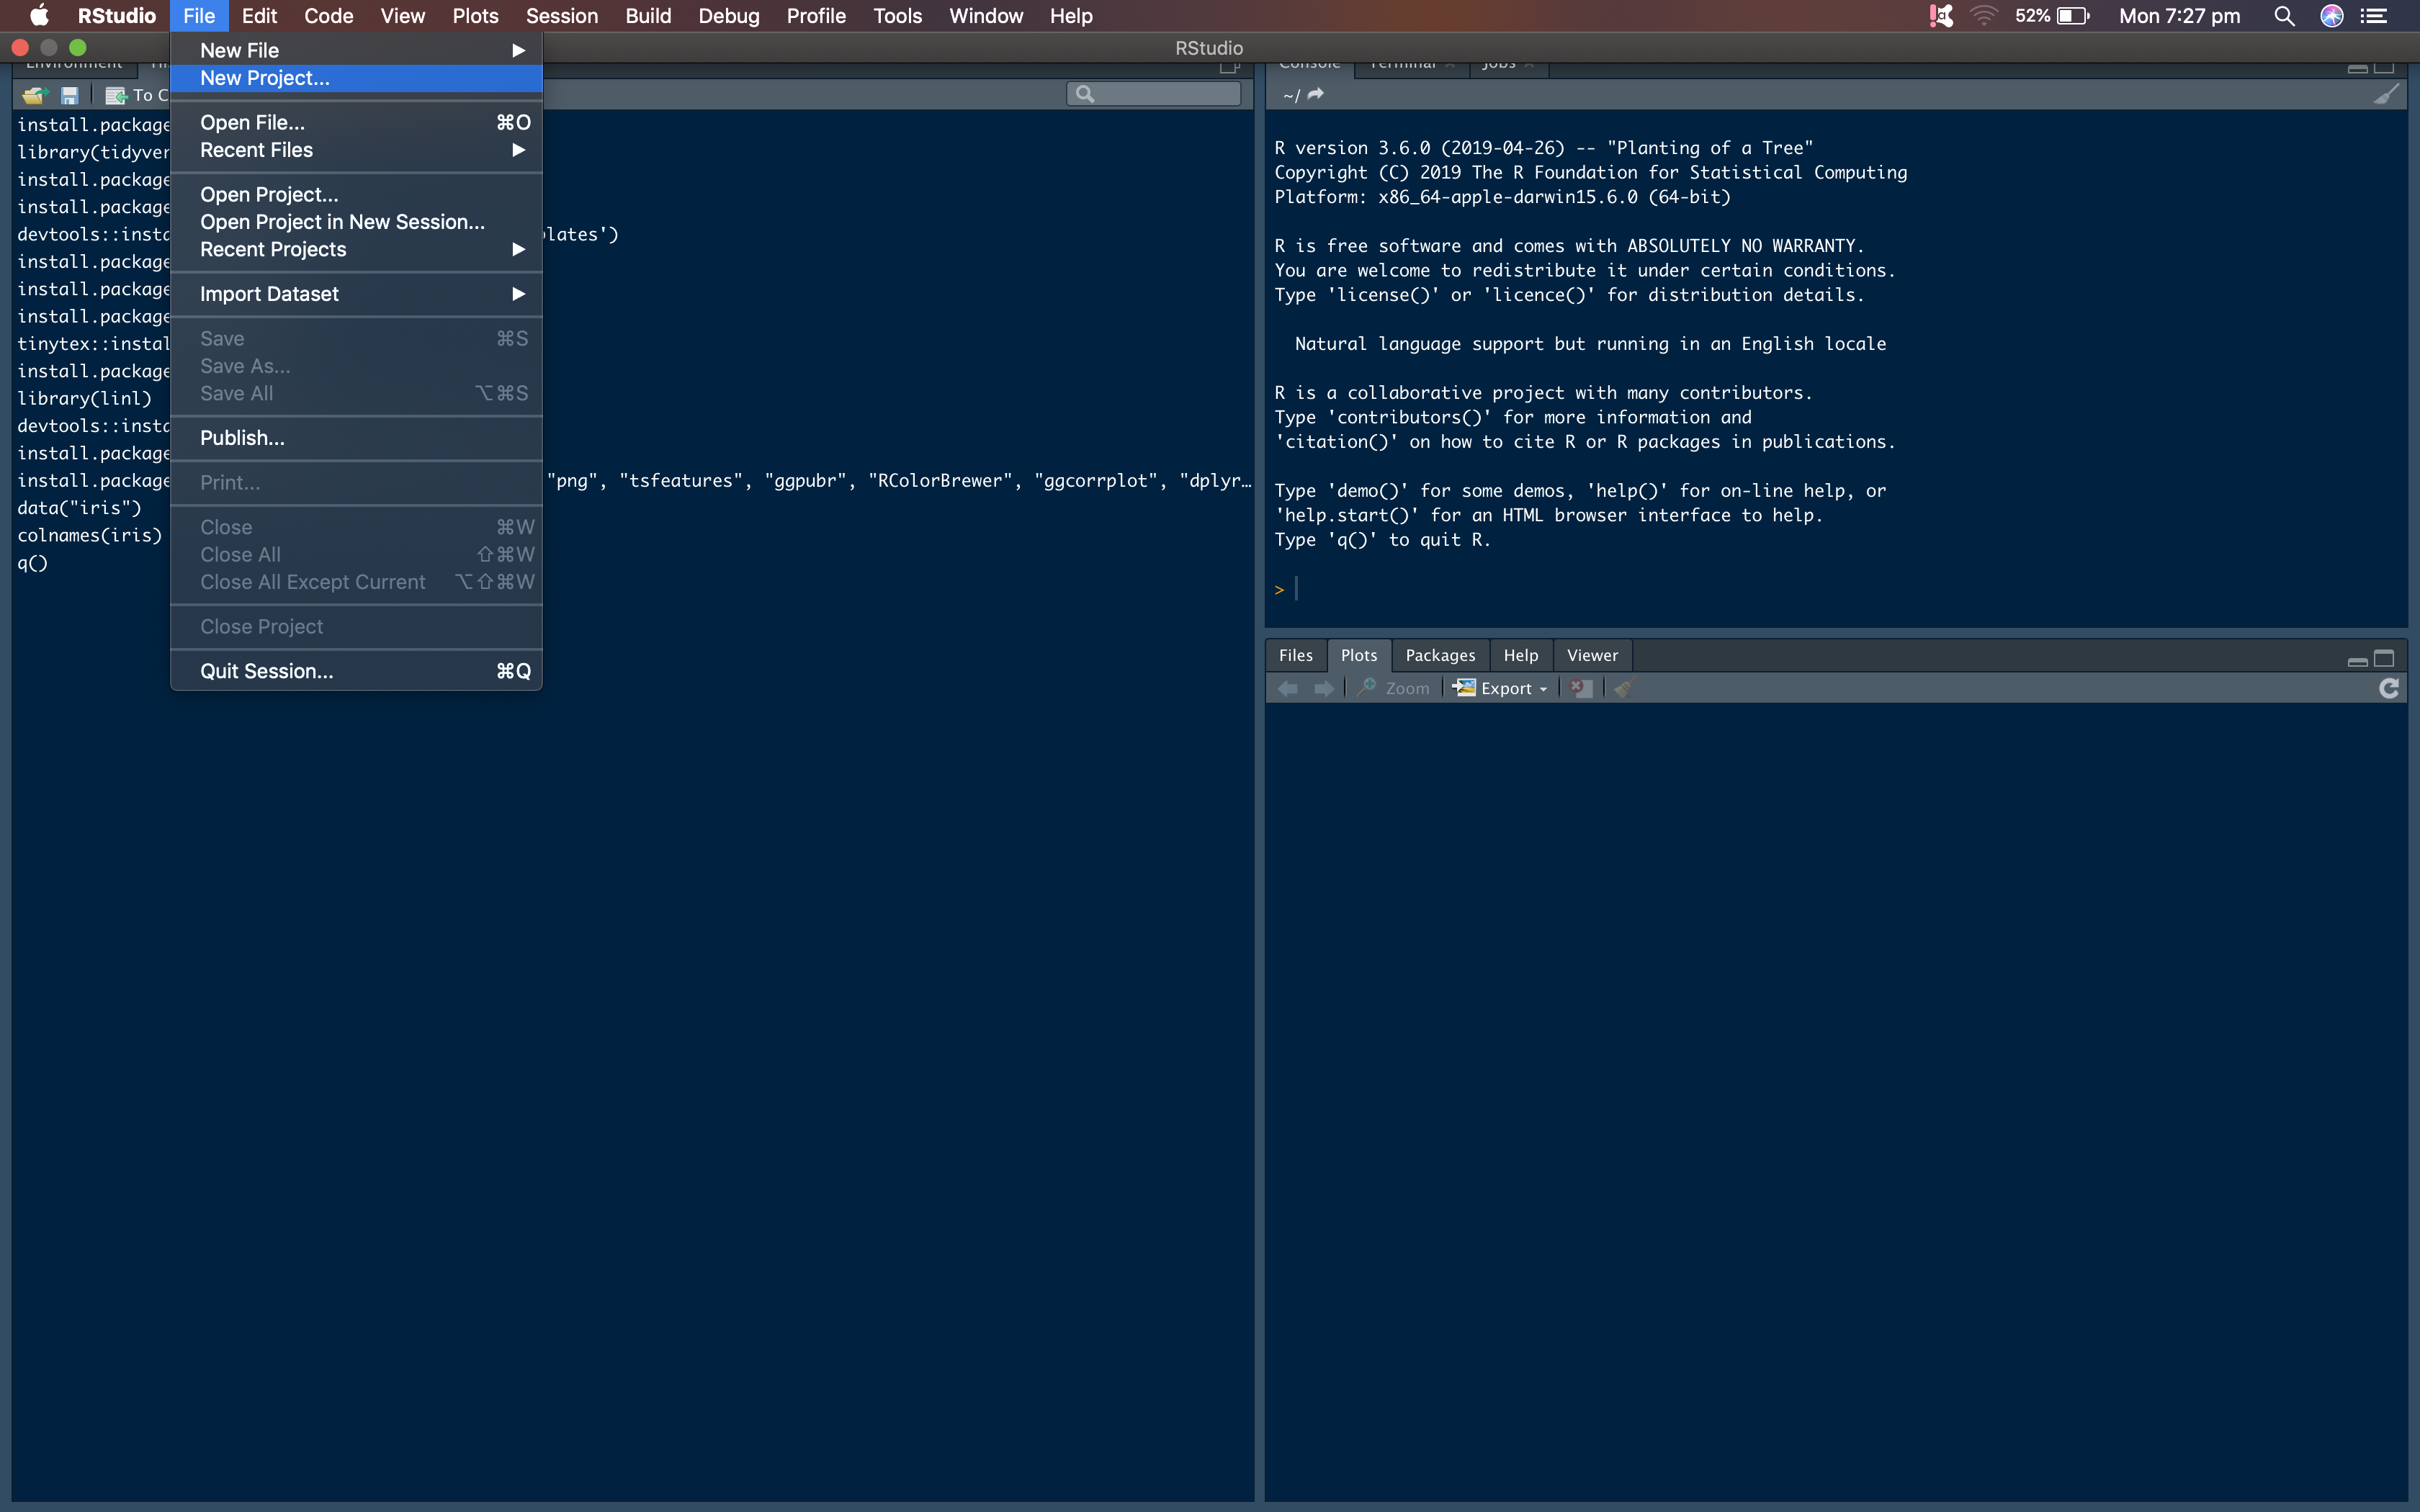 RStudio File Edit Code View Plots Session Build Debug Profile Tools Window Help 52% Mon 7:27 pm
RStudio
New File
New Project...
Open File... ⌘O
Recent Files
Open Project...
Open Project in New Session...
Recent Projects
Import Dataset
Save ⌘S
Save As...
Save All ⌥⌘S
Publish...
Print...
Close ⌘W
Close All ⇧⌘W
Close All Except Current ⌥⇧⌘W
Close Project
Quit Session... ⌘Q
Environment
To C
install.package
library(tidyver
install.package
install.package
devtools::insta lates')
install.package
install.package
install.package
tinytex::instal
install.package
library(linl)
devtools::insta
install.package
install.package "png", "tsfeatures", "ggpubr", "RColorBrewer", "ggcorrplot", "dplyr…
data("iris")
colnames(iris)
q()
Console Terminal Jobs
~/
R version 3.6.0 (2019-04-26) -- "Planting of a Tree"
Copyright (C) 2019 The R Foundation for Statistical Computing
Platform: x86_64-apple-darwin15.6.0 (64-bit)
R is free software and comes with ABSOLUTELY NO WARRANTY.
You are welcome to redistribute it under certain conditions.
Type 'license()' or 'licence()' for distribution details.
Natural language support but running in an English locale
R is a collaborative project with many contributors.
Type 'contributors()' for more information and
'citation()' on how to cite R or R packages in publications.
Type 'demo()' for some demos, 'help()' for on-line help, or
'help.start()' for an HTML browser interface to help.
Type 'q()' to quit R.
>
Files Plots Packages Help Viewer
Zoom Export